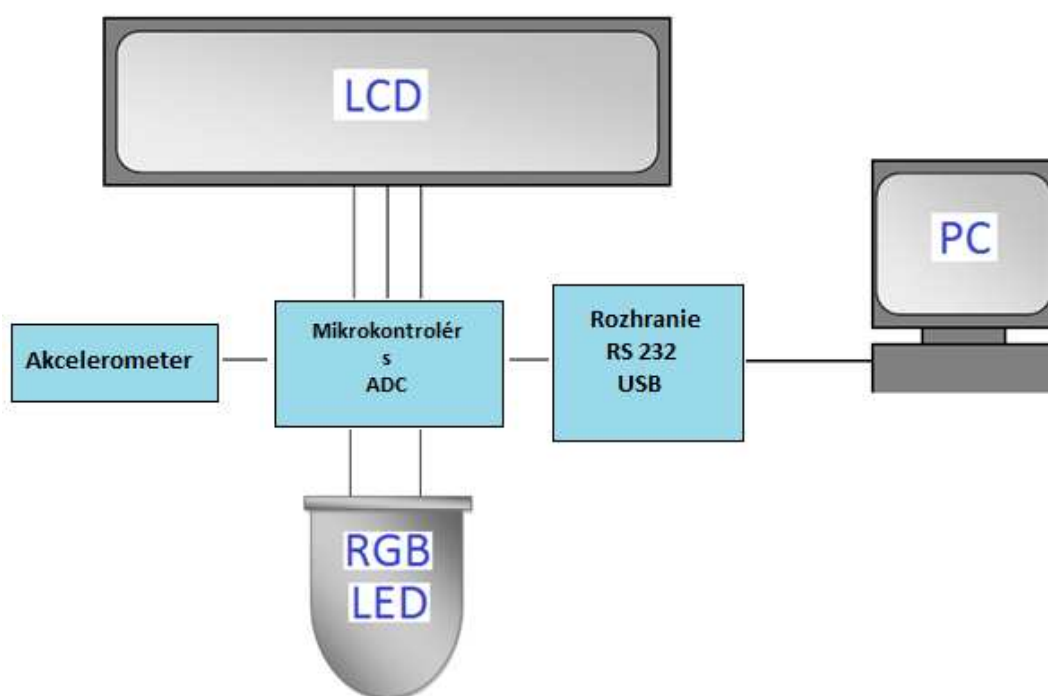 LCD
PC
Akcelerometer
Mikrokontrolér
s
ADC
Rozhranie
RS 232
USB
RGB
LED